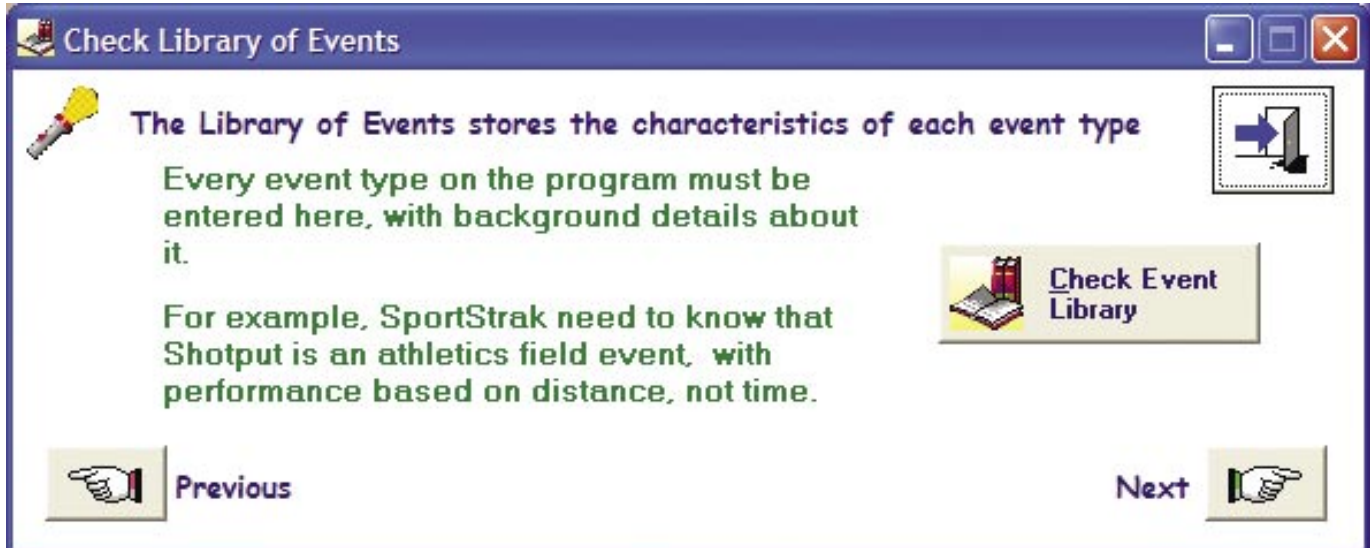 Check Library of Events
The Library of Events stores the characteristics of each event type
Every event type on the program must be
entered here, with background details about
it.
For example, SportStrak need to know that
Shotput is an athletics field event, with
performance based on distance, not time.
Check Event
Library
Previous
Next